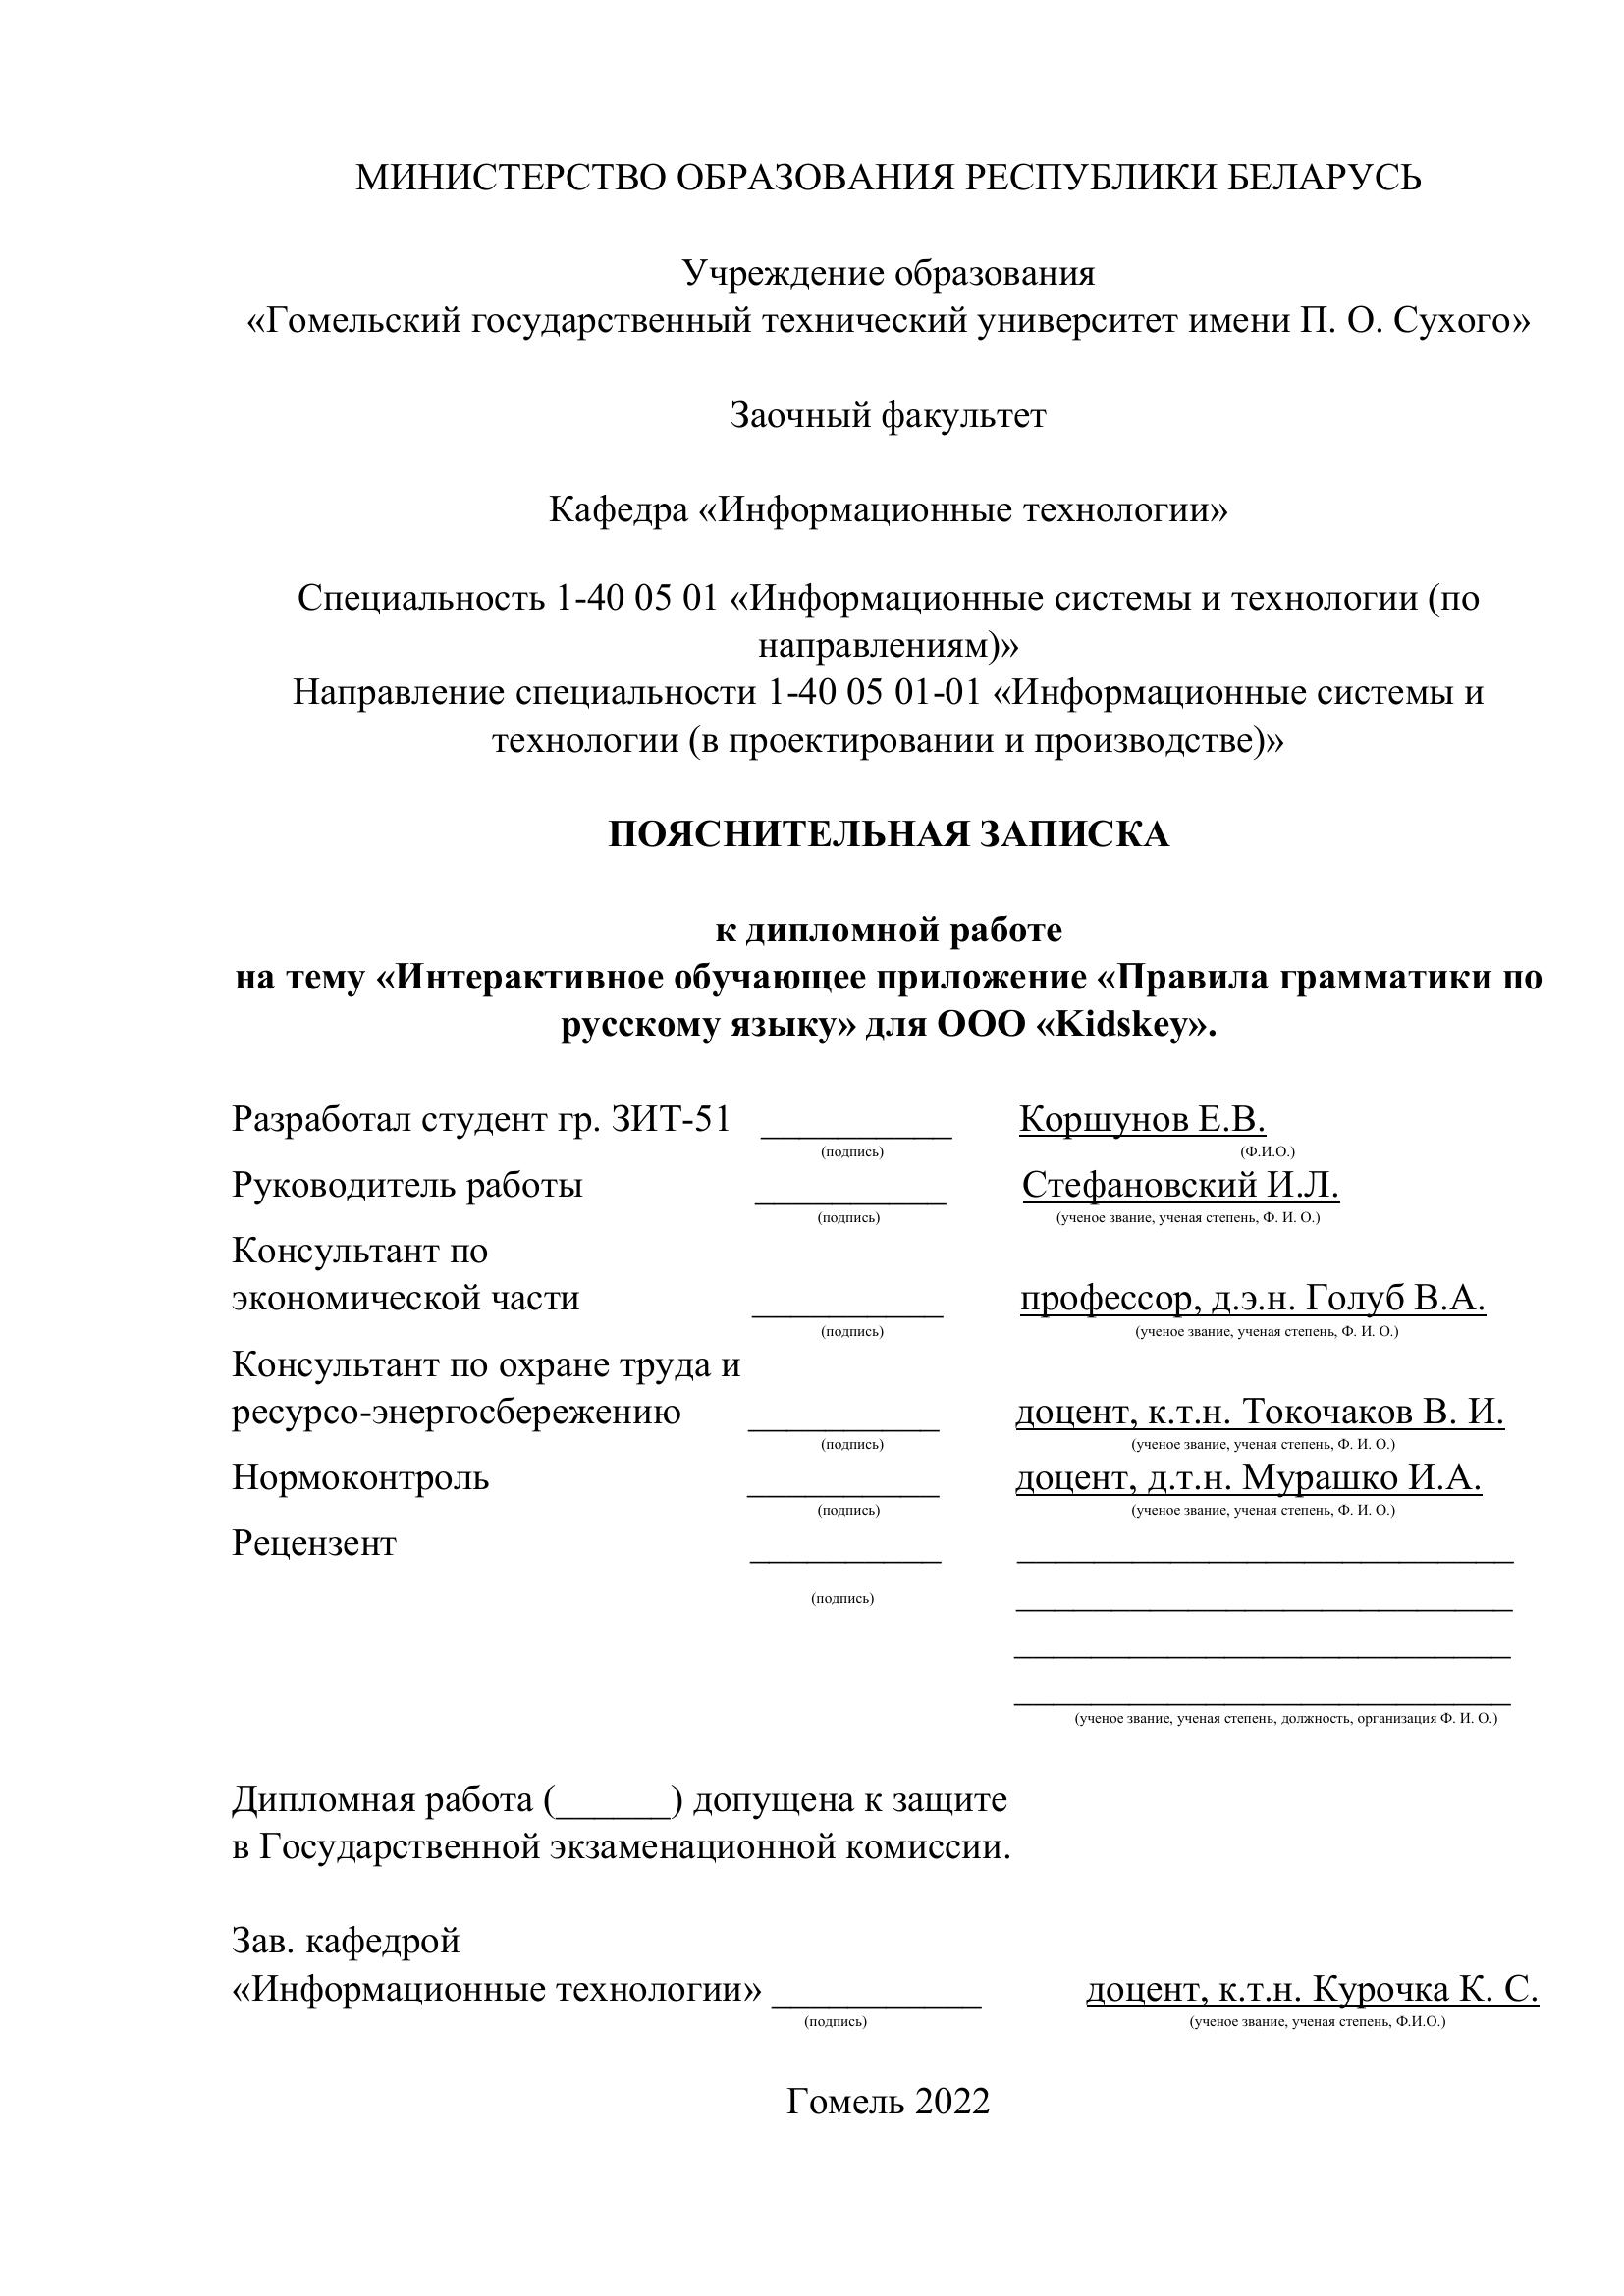 МИНИСТЕРСТВО ОБРАЗОВАНИЯ РЕСПУБЛИКИ БЕЛАРУСЬ
Учреждение образования
«Гомельский государственный технический университет имени П. О. Сухого»
Заочный факультет
Кафедра «Информационные технологии»
Специальность 1-40 05 01 «Информационные системы и технологии (по
направлениям)»
Направление специальности 1-40 05 01-01 «Информационные системы и
технологии (в проектировании и производстве)»
ПОЯСНИТЕЛЬНАЯ ЗАПИСКА
к дипломной работе
на тему «Интерактивное обучающее приложение «Правила грамматики по
русскому языку» для ООО «Kidskey».
Разработал студент гр. ЗИТ-51 __________ Коршунов Е.В.
(подпись) (Ф.И.О.)
Руководитель работы __________ Стефановский И.Л.
(подпись) (ученое звание, ученая степень, Ф. И. О.)
Консультант по
экономической части __________ профессор, д.э.н. Голуб В.А.
(подпись) (ученое звание, ученая степень, Ф. И. О.)
Консультант по охране труда и
ресурсо-энергосбережению __________ доцент, к.т.н. Токочаков В. И.
(подпись) (ученое звание, ученая степень, Ф. И. О.)
Нормоконтроль __________ доцент, д.т.н. Мурашко И.А.
(подпись) (ученое звание, ученая степень, Ф. И. О.)
Рецензент __________ __________________________
(подпись) __________________________
__________________________
__________________________
(ученое звание, ученая степень, должность, организация Ф. И. О.)
Дипломная работа (______) допущена к защите
в Государственной экзаменационной комиссии.
Зав. кафедрой
«Информационные технологии» ___________ доцент, к.т.н. Курочка К. С.
(подпись) (ученое звание, ученая степень, Ф.И.О.)
Гомель 2022